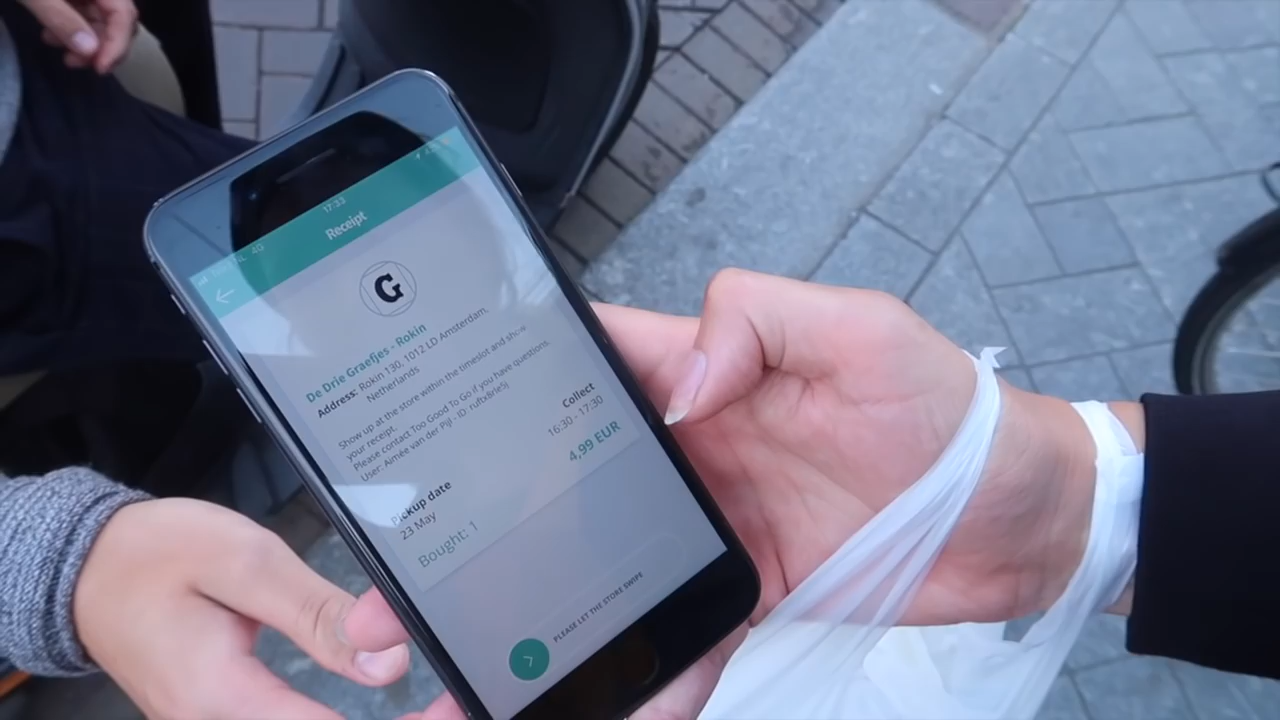 17:33
4G
Receipt
G
De Drie Graefjes - Rokin
Address: Rokin 130, 1012 LD Amsterdam.
Netherlands
Show up at the store within the timeslot and show
your receipt.
Please contact Too Good To Go if you have questions.
User: Aimée van der Pijl - ID:
Collect
16:30 - 17:30
4,99 EUR
Pickup date
23 May
Bought: 1
PLEASE LET THE STORE SWIPE